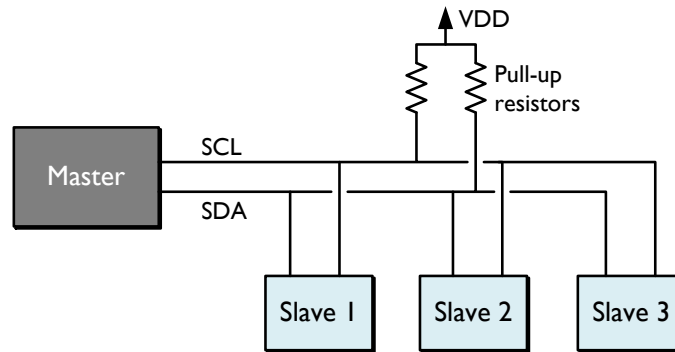 VDD
Pull-up
resistors
SCL
Master
SDA
Slave 1
Slave 2
Slave 3